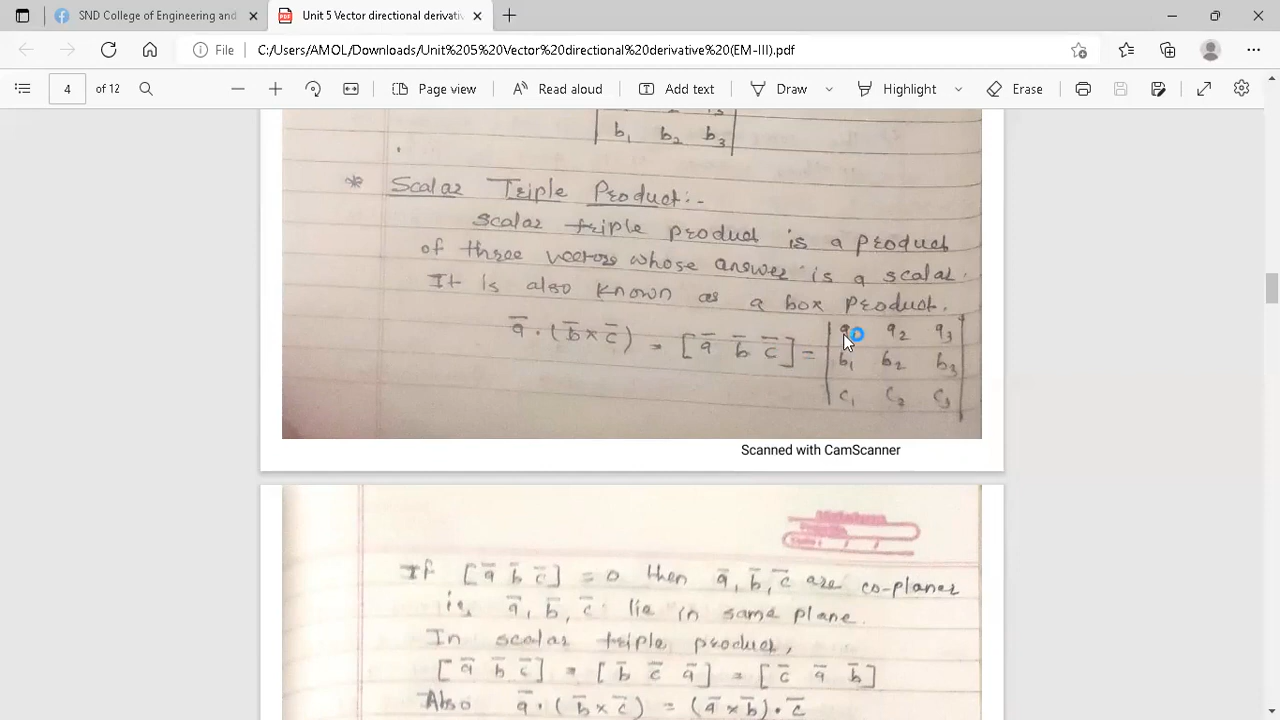 SND College of Engineering and
Unit 5 Vector directional derivativ
File
C:/Users/AMOL/Downloads/Unit%205%20Vector%20directional%20derivative%20(EM-III).pdf
4 of 12
Page view
Read aloud
Add text
Draw
Highlight
Erase
b₁ b₂ b₃
* Scalar Triple Product:-
Scalar triple product is a product
of three vectors whose answer is a scalar.
It is also known as a box product.
a̅ · (b̅ × c̅) = [a̅ b̅ c̅] = | a₁ a₂ a₃ |
| b₁ b₂ b₃ |
| c₁ c₂ c₃ |
Scanned with CamScanner
If [a̅ b̅ c̅] = 0 then a̅, b̅, c̅ are co-planer
ie, a̅, b̅, c̅ lie in same plane.
In scalar triple product,
[a̅ b̅ c̅] = [b̅ c̅ a̅] = [c̅ a̅ b̅]
Also a̅ · (b̅ × c̅) = (a̅ × b̅) · c̅